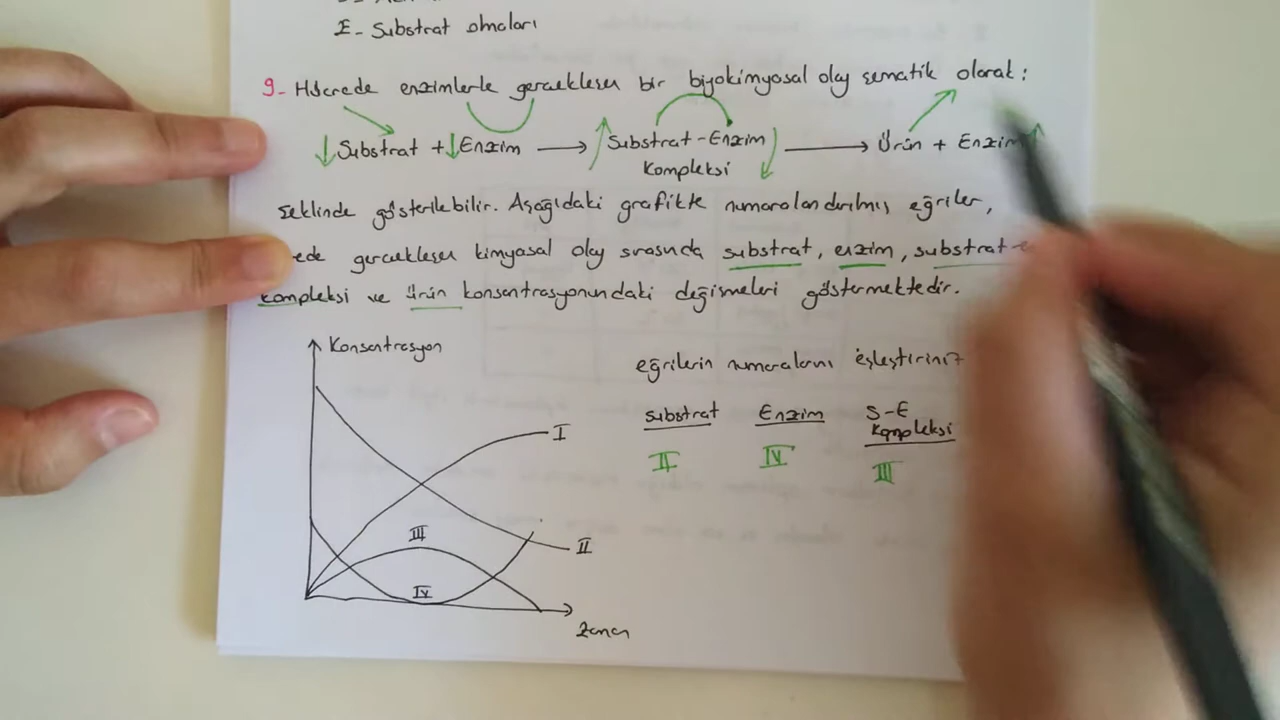 I- Substrat olmaları
9- Hücrede enzimlerle gerçekleşen bir biyokimyasal olay şematik olarak:
Substrat + Enzim → Substrat-Enzim Kompleksi → Ürün + Enzim
şeklinde gösterilebilir. Aşağıdaki grafikte numaralandırılmış eğriler,
gerçekleşen kimyasal olay sırasında substrat, enzim, substrat-
kompleksi ve ürün konsantrasyonundaki değişmeleri göstermektedir.
Konsantrasyon
eğrilerin numaralarını eşleştiriniz
Substrat Enzim S-E Kompleksi
II IV III
I
III
II
IV
Zaman